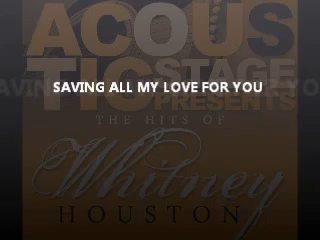 ACOUS
TIC STAGE
PRESENTS
SAVING ALL MY LOVE FOR YOU
THE HITS OF
Whitney
HOUSTON